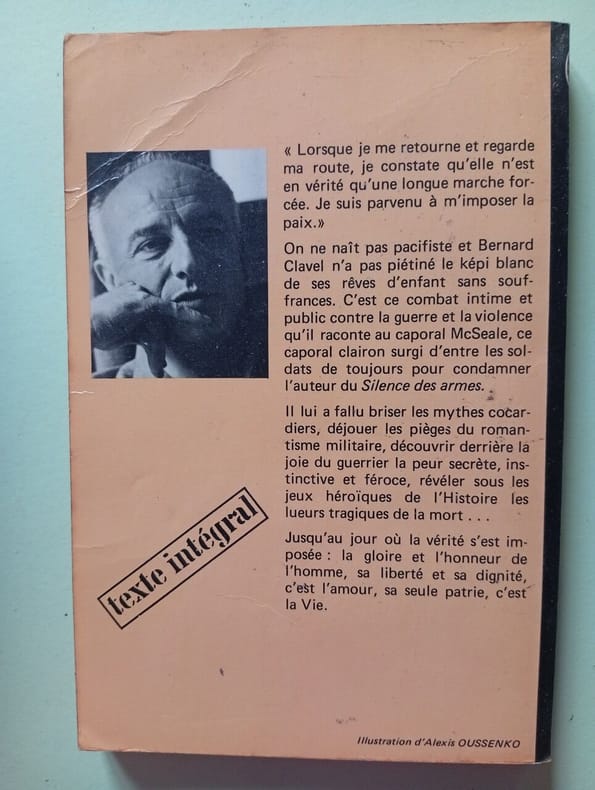 « Lorsque je me retourne et regarde
ma route, je constate qu'elle n'est
en vérité qu'une longue marche for-
cée. Je suis parvenu à m'imposer la
paix.»
On ne naît pas pacifiste et Bernard
Clavel n'a pas piétiné le képi blanc
de ses rêves d'enfant sans souf-
frances. C'est ce combat intime et
public contre la guerre et la violence
qu'il raconte au caporal McSeale, ce
caporal clairon surgi d'entre les sol-
dats de toujours pour condamner
l'auteur du Silence des armes.
Il lui a fallu briser les mythes cocar-
diers, déjouer les pièges du roman-
tisme militaire, découvrir derrière la
joie du guerrier la peur secrète, ins-
tinctive et féroce, révéler sous les
jeux héroïques de l'Histoire les
lueurs tragiques de la mort . . .
Jusqu'au jour où la vérité s'est im-
posée : la gloire et l'honneur de
l'homme, sa liberté et sa dignité,
c'est l'amour, sa seule patrie, c'est
la Vie.
texte intégral
Illustration d'Alexis OUSSENKO